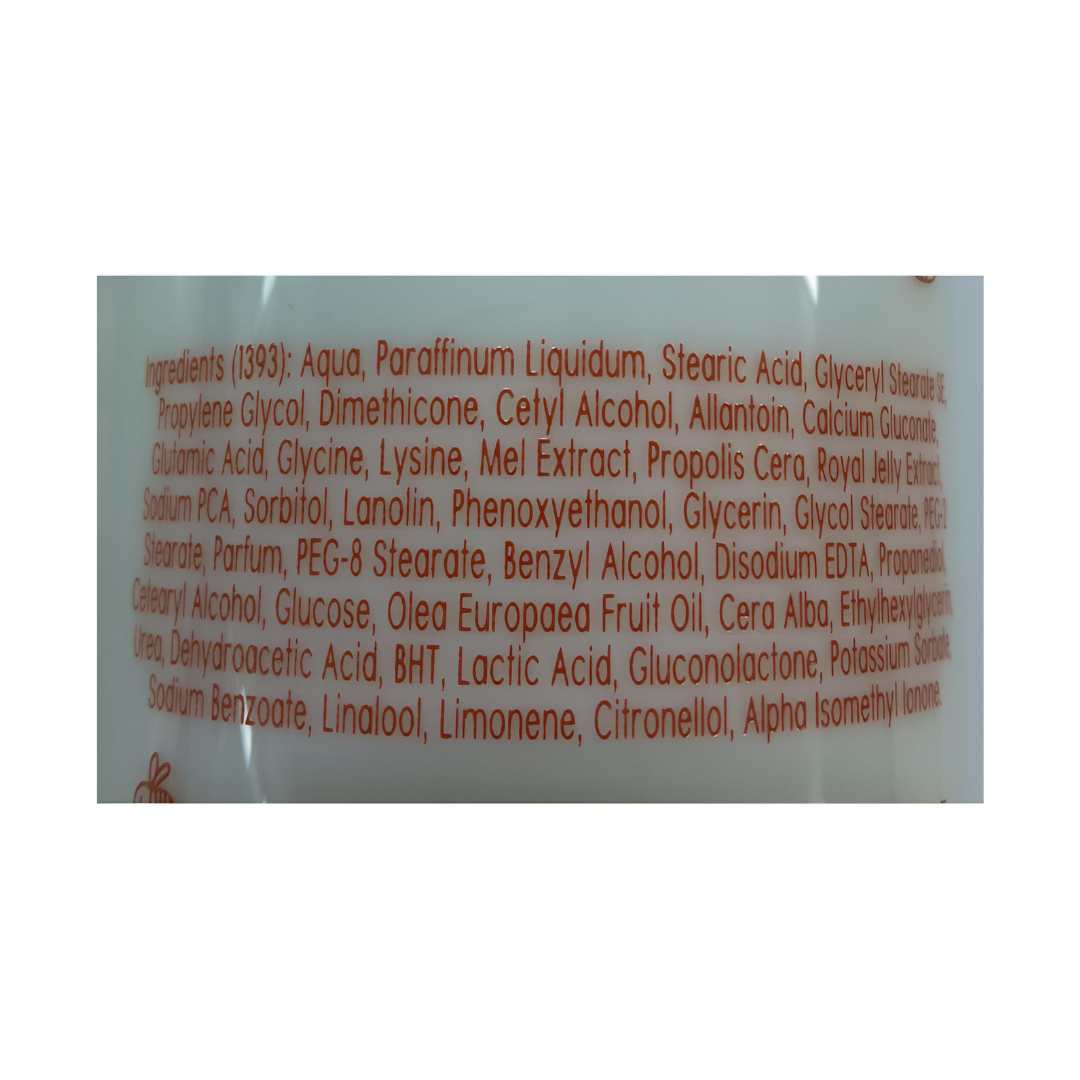 Ingredients (1393): Aqua, Paraffinum Liquidum, Stearic Acid, Glyceryl Stearate SE,
Propylene Glycol, Dimethicone, Cetyl Alcohol, Allantoin, Calcium Gluconate,
Glutamic Acid, Glycine, Lysine, Mel Extract, Propolis Cera, Royal Jelly Extract,
Sodium PCA, Sorbitol, Lanolin, Phenoxyethanol, Glycerin, Glycol Stearate, PEG-2
Stearate, Parfum, PEG-8 Stearate, Benzyl Alcohol, Disodium EDTA, Propanediol,
Cetearyl Alcohol, Glucose, Olea Europaea Fruit Oil, Cera Alba, Ethylhexylglycerin,
Urea, Dehydroacetic Acid, BHT, Lactic Acid, Gluconolactone, Potassium Sorbate,
Sodium Benzoate, Linalool, Limonene, Citronellol, Alpha Isomethyl Ionone.